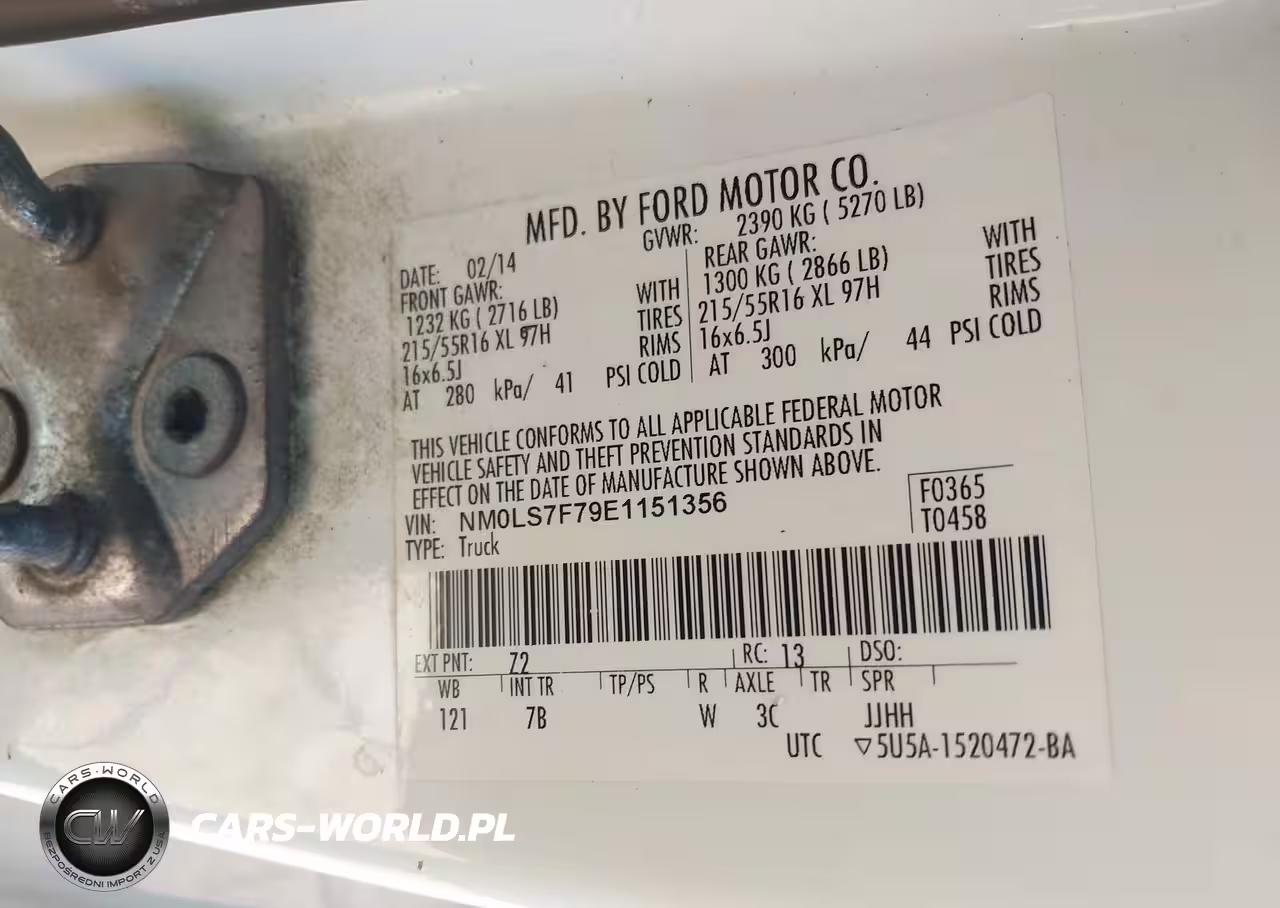 MFD. BY FORD MOTOR CO.
DATE: 02/14 GVWR: 2390 KG ( 5270 LB)
FRONT GAWR: REAR GAWR:
1232 KG ( 2716 LB) WITH 1300 KG ( 2866 LB) WITH
215/55R16 XL 97H TIRES 215/55R16 XL 97H TIRES
16x6.5J RIMS 16x6.5J RIMS
AT 280 kPa/ 41 PSI COLD AT 300 kPa/ 44 PSI COLD
THIS VEHICLE CONFORMS TO ALL APPLICABLE FEDERAL MOTOR
VEHICLE SAFETY AND THEFT PREVENTION STANDARDS IN
EFFECT ON THE DATE OF MANUFACTURE SHOWN ABOVE.
VIN: NM0LS7F79E1151356 F0365
TYPE: Truck T0458
EXT PNT: Z2 RC: 13 DSO:
WB INT TR TP/PS R AXLE TR SPR
121 7B W 3C JJHH
UTC ▽5U5A-1520472-BA
CARS-WORLD
CW
BEZPOŚREDNI IMPORT Z USA
CARS-WORLD.PL